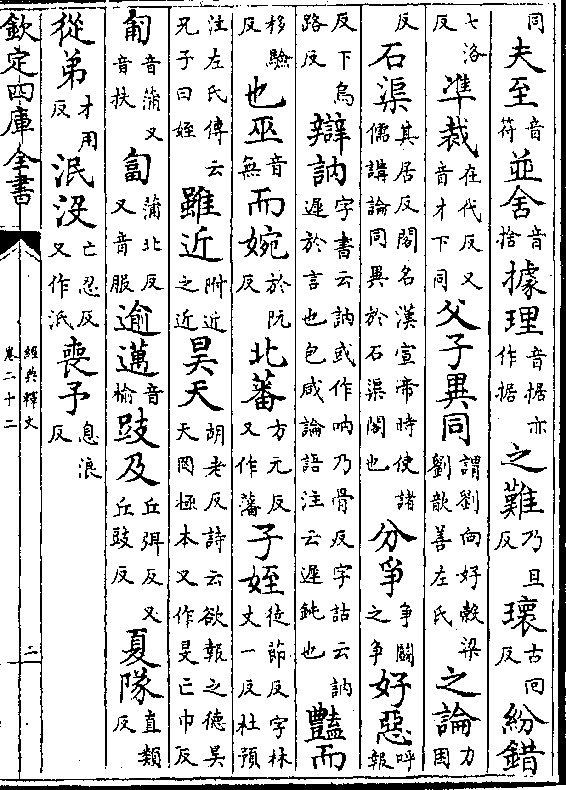 同夫至音符並舍音捨據理音据亦作据之難乃旦反瓌古回反紛錯
七洛反凖裁在代反又音才下同父子異同謂劉向好穀梁劉歆善左氏之論力困
反石渠其居反閣名漢宣帝時使諸儒講論同異於石渠閣也分爭爭鬬之爭好惡呼報
反下烏路反辯訥字書云訥或作吶乃骨反字詁云訥遲於言也包咸論語注云遲鈍也豔而
移驗反也巫音無而婉於阮反北蕃方元反又作藩子姪徒節反字林丈一反杜預
注左氏傳云兄子曰姪雖近附近之近昊天胡老反詩云欲報之德昊天罔極本又作旻亡巾反
匍音蒲又音扶匐蒲北反又音服逾邁音榆跂及丘弭反又丘豉反夏隊直類反
從弟才用反泯没亡忍反又作泜喪予息浪反
欽定四庫全書
經典釋文
卷二十二
二